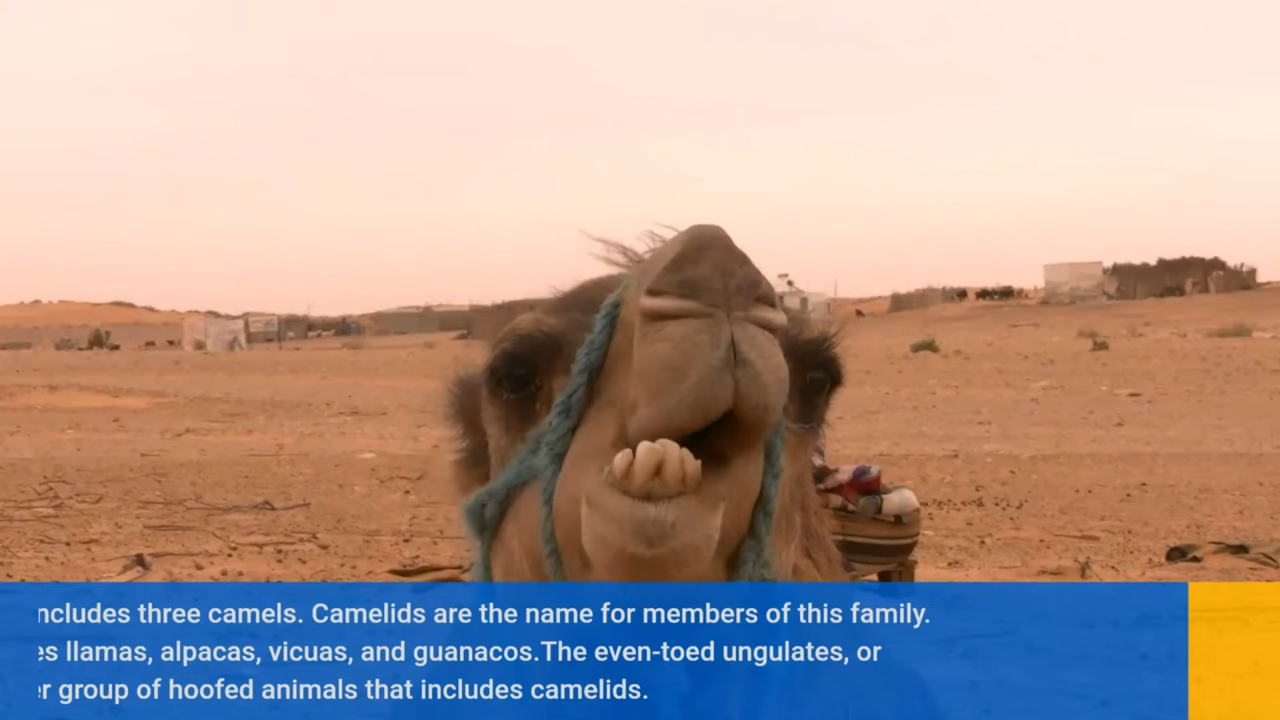 ncludes three camels. Camelids are the name for members of this family.
es llamas, alpacas, vicuas, and guanacos.The even-toed ungulates, or
r group of hoofed animals that includes camelids.